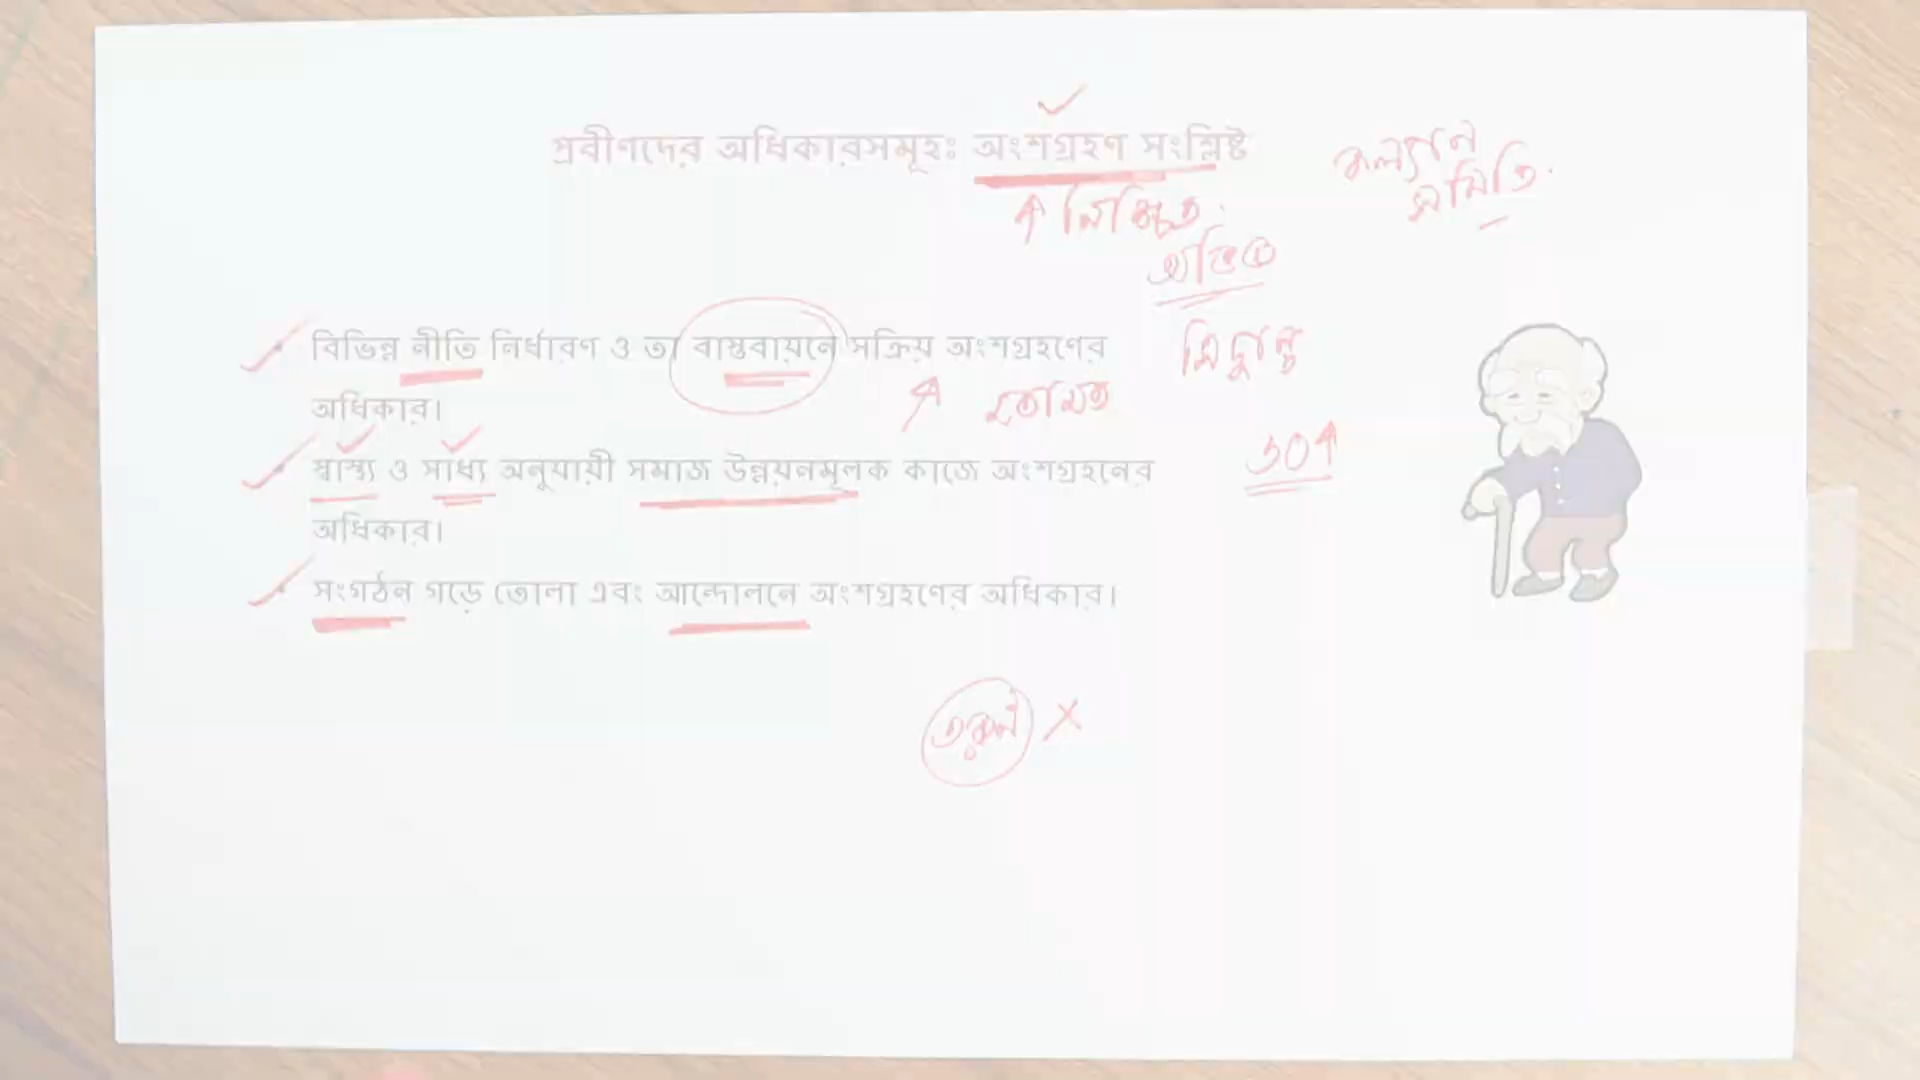 প্রবীণদের অধিকারসমূহঃ অংশগ্রহণ সংশ্লিষ্ট
কল্যাণ
সমিতি
সিদ্ধান্ত
বিভিন্ন নীতি নির্ধারণ ও তা বাস্তবায়নে সক্রিয় অংশগ্রহণের
অধিকার।
মতামত
স্বাস্থ্য ও সাধ্য অনুযায়ী সমাজ উন্নয়নমূলক কাজে অংশগ্রহনের
অধিকার।
সংগঠন গড়ে তোলা এবং আন্দোলনে অংশগ্রহণের অধিকার।
তরুণ